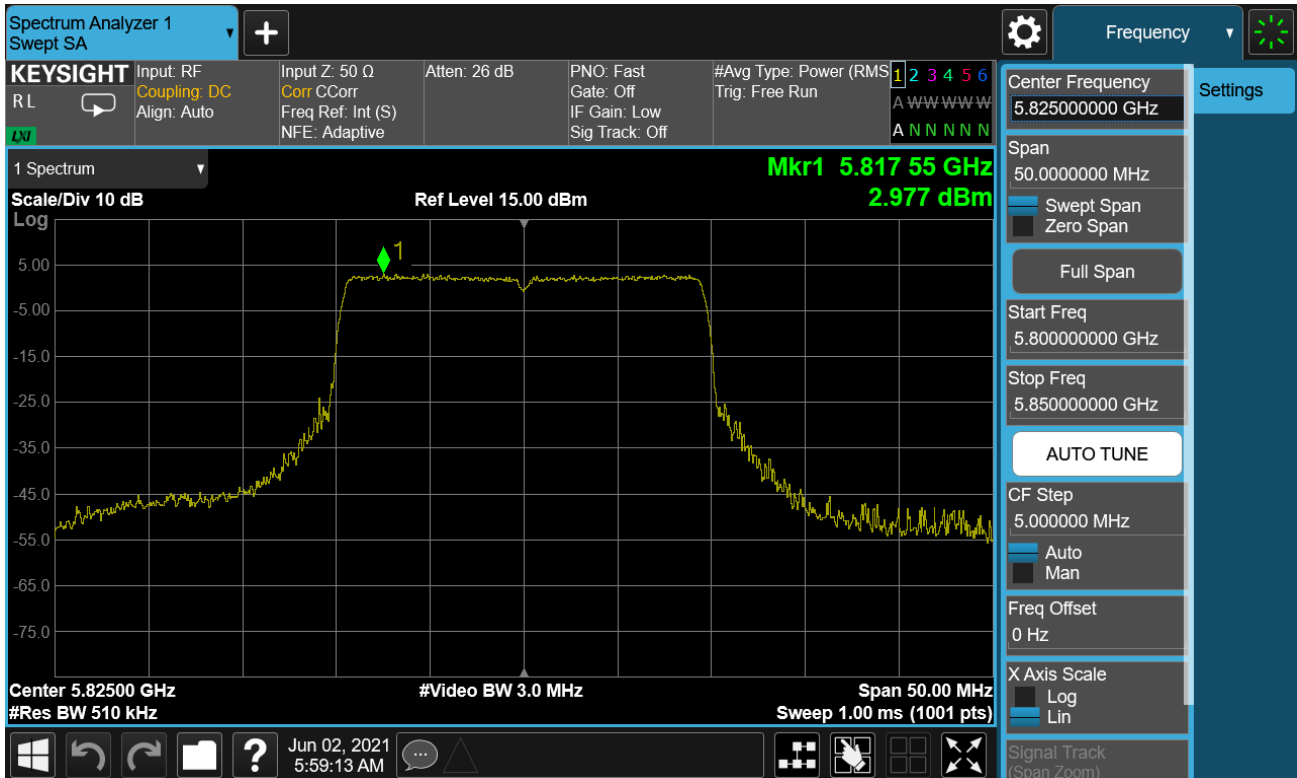 Spectrum Analyzer 1
Swept SA
Frequency
KEYSIGHT
R L
LXI
Input: RF
Coupling: DC
Align: Auto
Input Z: 50 Ω
Corr CCorr
Freq Ref: Int (S)
NFE: Adaptive
Atten: 26 dB
PNO: Fast
Gate: Off
IF Gain: Low
Sig Track: Off
#Avg Type: Power (RMS
Trig: Free Run
1 2 3 4 5 6
A W W W W W
A N N N N N
1 Spectrum
Mkr1 5.817 55 GHz
2.977 dBm
Scale/Div 10 dB
Ref Level 15.00 dBm
Log
1
5.00
-5.00
-15.0
-25.0
-35.0
-45.0
-55.0
-65.0
-75.0
Center 5.82500 GHz
#Video BW 3.0 MHz
Span 50.00 MHz
#Res BW 510 kHz
Sweep 1.00 ms (1001 pts)
Jun 02, 2021
5:59:13 AM
Center Frequency
5.825000000 GHz
Settings
Span
50.0000000 MHz
Swept Span
Zero Span
Full Span
Start Freq
5.800000000 GHz
Stop Freq
5.850000000 GHz
AUTO TUNE
CF Step
5.000000 MHz
Auto
Man
Freq Offset
0 Hz
X Axis Scale
Log
Lin
Signal Track
(Span Zoom)